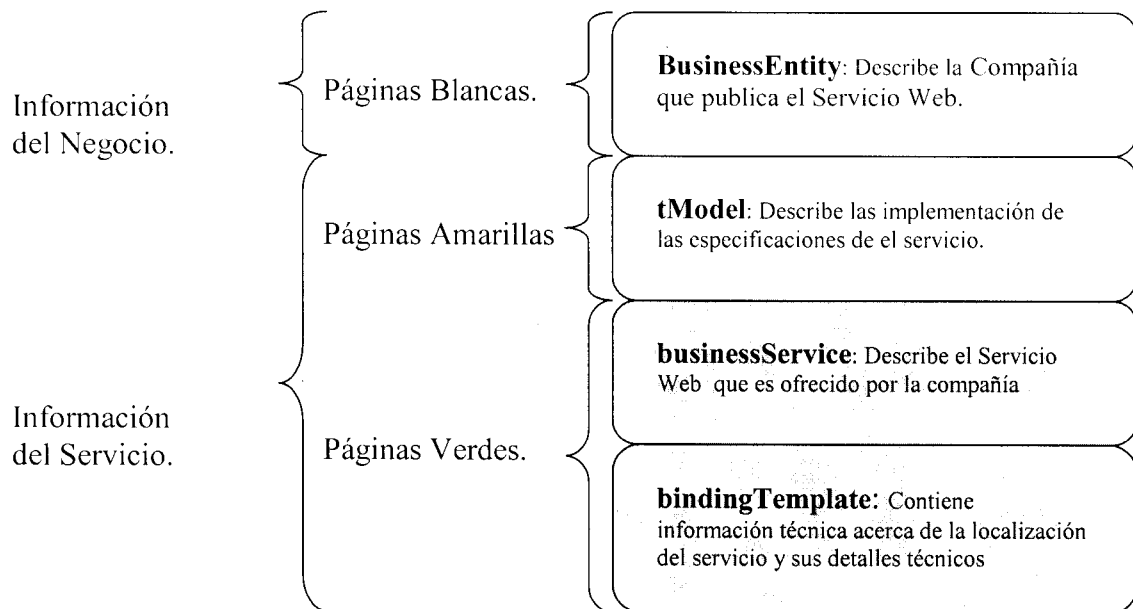 Información
del Negocio.
Páginas Blancas.
BusinessEntity: Describe la Compañía
que publica el Servicio Web.
Páginas Amarillas
tModel: Describe las implementación de
las especificaciones de el servicio.
Información
del Servicio.
Páginas Verdes.
businessService: Describe el Servicio
Web que es ofrecido por la compañía
bindingTemplate: Contiene
información técnica acerca de la localización
del servicio y sus detalles técnicos